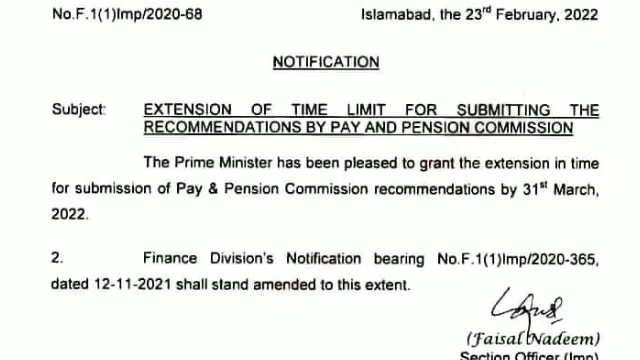 No.F.1(1)Imp/2020-68 Islamabad, the 23rd February, 2022
NOTIFICATION
Subject: EXTENSION OF TIME LIMIT FOR SUBMITTING THE
RECOMMENDATIONS BY PAY AND PENSION COMMISSION
The Prime Minister has been pleased to grant the extension in time
for submission of Pay & Pension Commission recommendations by 31st March,
2022.
2. Finance Division's Notification bearing No.F.1(1)Imp/2020-365,
dated 12-11-2021 shall stand amended to this extent.
(Faisal Nadeem)
Section Officer (Imp)